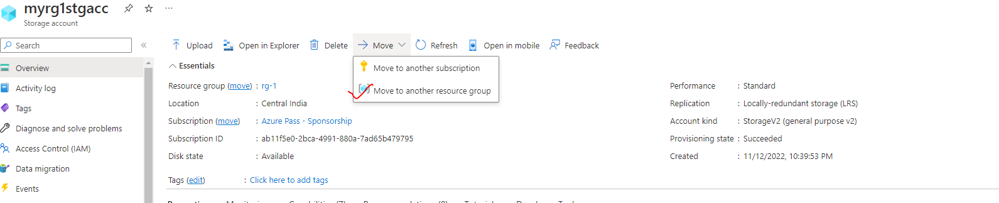 myrg1stgacc
Storage account
Search
Upload Open in Explorer Delete Move Refresh Open in mobile Feedback
Overview
Activity log
Tags
Diagnose and solve problems
Access Control (IAM)
Data migration
Events
Essentials
Move to another subscription
Move to another resource group
Resource group (move) : rg-1
Location : Central India
Subscription (move) : Azure Pass - Sponsorship
Subscription ID : ab11f5e0-2bca-4991-880a-7ad65b479795
Disk state : Available
Performance : Standard
Replication : Locally-redundant storage (LRS)
Account kind : StorageV2 (general purpose v2)
Provisioning state : Succeeded
Created : 11/12/2022, 10:39:53 PM
Tags (edit) : Click here to add tags